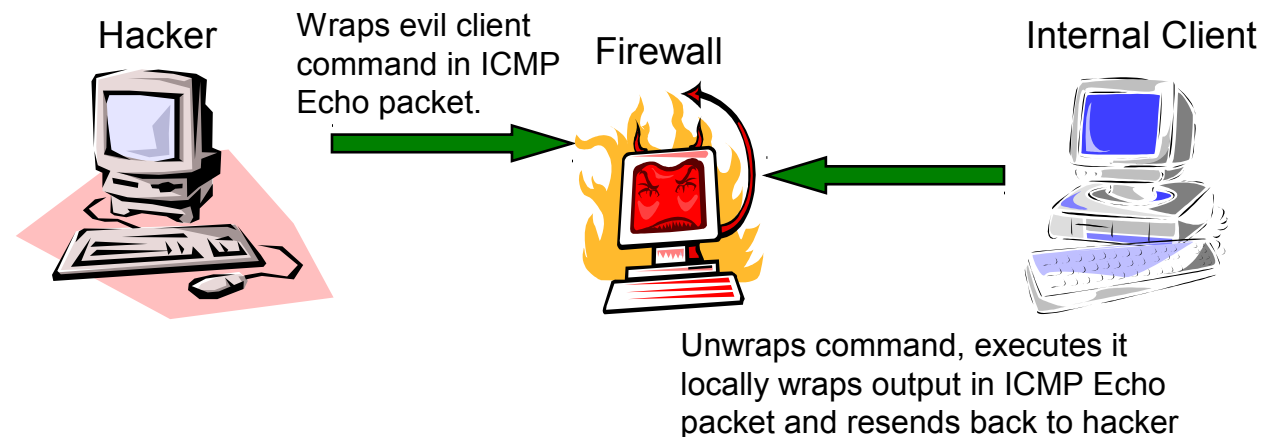 Hacker
Wraps evil client
command in ICMP
Echo packet.
Firewall
Internal Client
Unwraps command, executes it
locally wraps output in ICMP Echo
packet and resends back to hacker